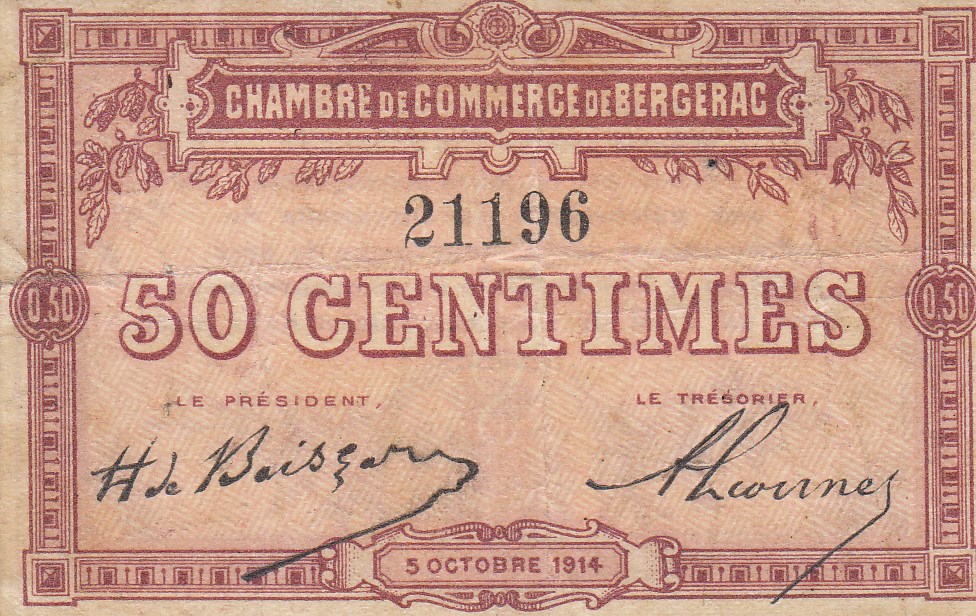 CHAMBRE DE COMMERCE DE BERGERAC
21196
0.50 50 CENTIMES 0.50
LE PRÉSIDENT, LE TRÉSORIER,
H de
5 OCTOBRE 1914